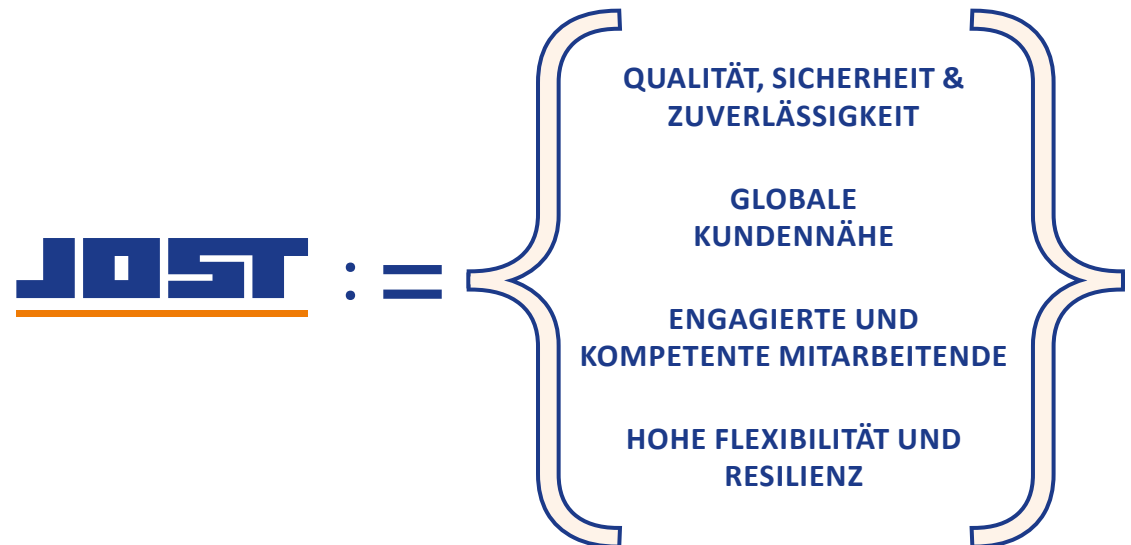 JOST :=
QUALITÄT, SICHERHEIT &
ZUVERLÄSSIGKEIT
GLOBALE
KUNDENNÄHE
ENGAGIERTE UND
KOMPETENTE MITARBEITENDE
HOHE FLEXIBILITÄT UND
RESILIENZ